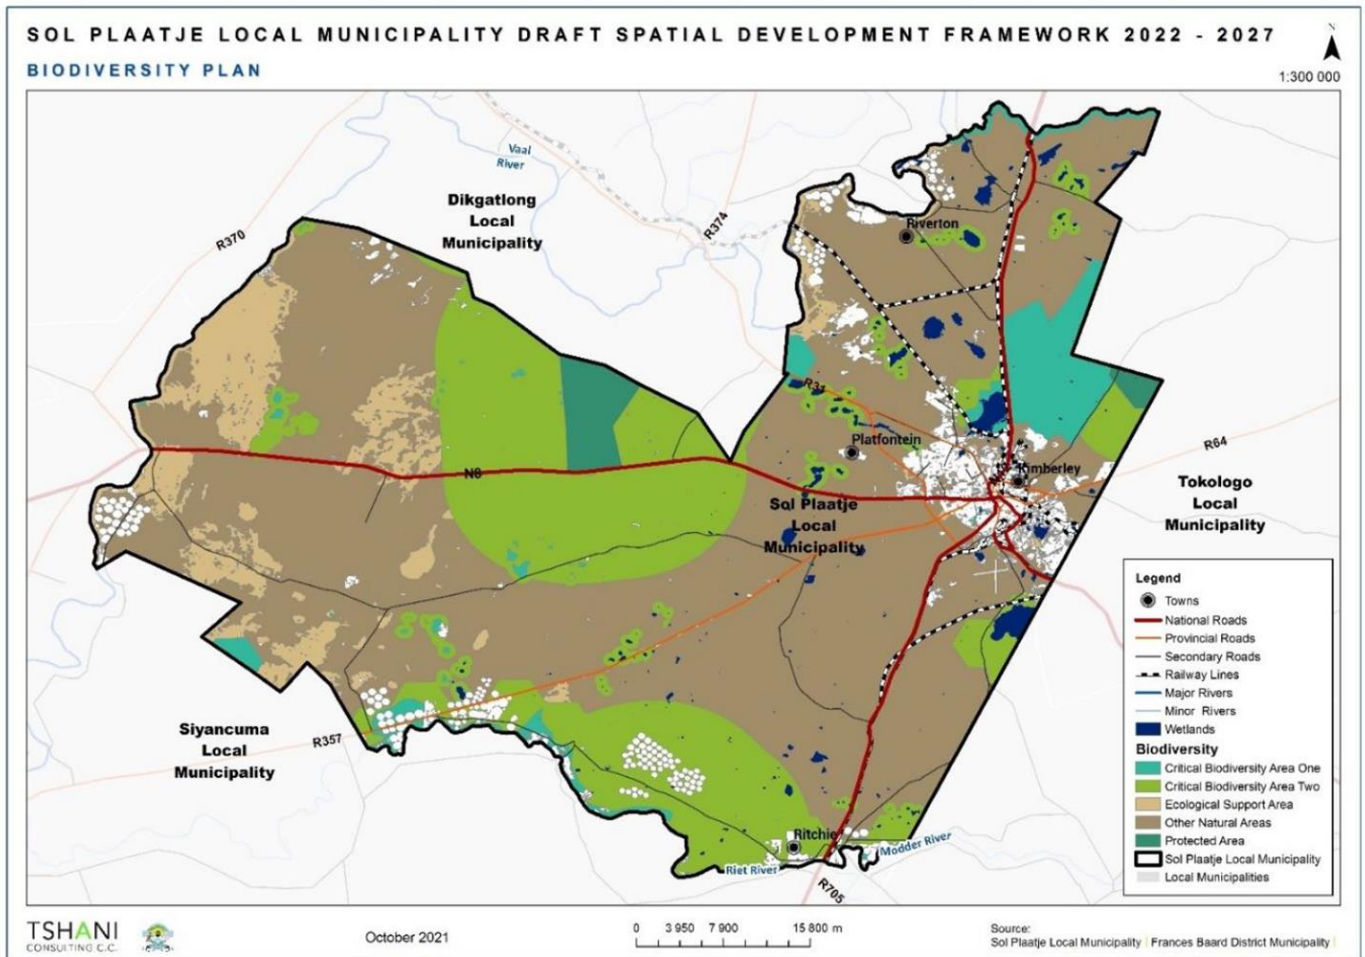 SOL PLAATJE LOCAL MUNICIPALITY DRAFT SPATIAL DEVELOPMENT FRAMEWORK 2022 - 2027
BIODIVERSITY PLAN
N
1:300 000
Vaal
River
Dikgatlong
Local
Municipality
R370
R374
Riverton
R31
Platfontein
Kimberley
R64
N8
Tokologo
Local
Municipality
Sol Plaatje
Local
Municipality
Siyancuma
Local
Municipality
R357
Ritchie
Riet River
Modder River
R705
Legend
Towns
National Roads
Provincial Roads
Secondary Roads
Railway Lines
Major Rivers
Minor Rivers
Wetlands
Biodiversity
Critical Biodiversity Area One
Critical Biodiversity Area Two
Ecological Support Area
Other Natural Areas
Protected Area
Sol Plaatje Local Municipality
Local Municipalities
TSHANI
CONSULTING C.C.
October 2021
0 3 950 7 900 15 800 m
Source:
Sol Plaatje Local Municipality | Frances Baard District Municipality |